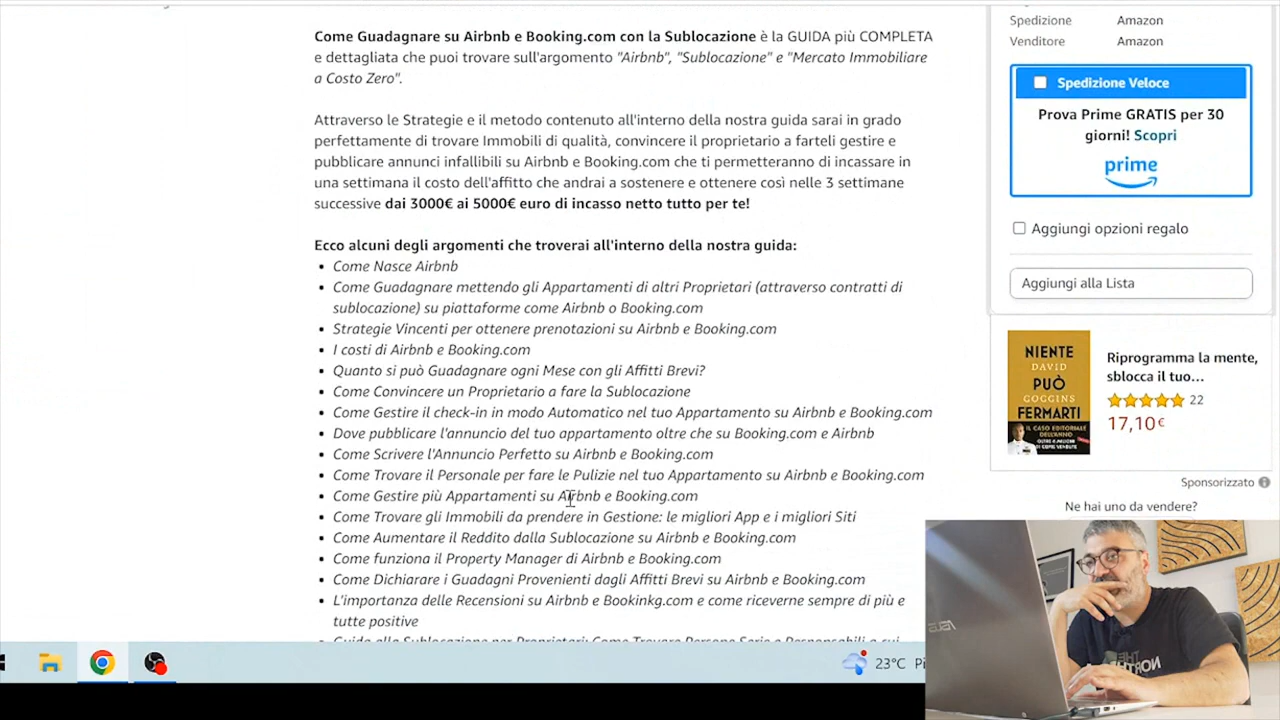 Come Guadagnare su Airbnb e Booking.com con la Sublocazione è la GUIDA più COMPLETA
e dettagliata che puoi trovare sull'argomento "Airbnb", "Sublocazione" e "Mercato Immobiliare
a Costo Zero".
Attraverso le Strategie e il metodo contenuto all'interno della nostra guida sarai in grado
perfettamente di trovare Immobili di qualità, convincere il proprietario a farteli gestire e
pubblicare annunci infallibili su Airbnb e Booking.com che ti permetteranno di incassare in
una settimana il costo dell'affitto che andrai a sostenere e ottenere così nelle 3 settimane
successive dai 3000€ ai 5000€ euro di incasso netto tutto per te!
Ecco alcuni degli argomenti che troverai all'interno della nostra guida:
• Come Nasce Airbnb
• Come Guadagnare mettendo gli Appartamenti di altri Proprietari (attraverso contratti di
sublocazione) su piattaforme come Airbnb o Booking.com
• Strategie Vincenti per ottenere prenotazioni su Airbnb e Booking.com
• I costi di Airbnb e Booking.com
• Quanto si può Guadagnare ogni Mese con gli Affitti Brevi?
• Come Convincere un Proprietario a fare la Sublocazione
• Come Gestire il check-in in modo Automatico nel tuo Appartamento su Airbnb e Booking.com
• Dove pubblicare l'annuncio del tuo appartamento oltre che su Booking.com e Airbnb
• Come Scrivere l'Annuncio Perfetto su Airbnb e Booking.com
• Come Trovare il Personale per fare le Pulizie nel tuo Appartamento su Airbnb e Booking.com
• Come Gestire più Appartamenti su Airbnb e Booking.com
• Come Trovare gli Immobili da prendere in Gestione: le migliori App e i migliori Siti
• Come Aumentare il Reddito dalla Sublocazione su Airbnb e Booking.com
• Come funziona il Property Manager di Airbnb e Booking.com
• Come Dichiarare i Guadagni Provenienti dagli Affitti Brevi su Airbnb e Booking.com
• L'importanza delle Recensioni su Airbnb e Bookinkg.com e come riceverne sempre di più e
tutte positive
Guida alla Sublocazione per Proprietari: Come Trovare Persone Serie e Responsabili a cui
Spedizione Amazon
Venditore Amazon
Spedizione Veloce
Prova Prime GRATIS per 30
giorni! Scopri
prime
Aggiungi opzioni regalo
Aggiungi alla Lista
NIENTE
DAVID
PUÒ
GOGGINS
FERMARTI
Riprogramma la mente,
sblocca il tuo...
22
17,10€
Sponsorizzato
Ne hai uno da vendere?
23°C
ASUS
THE
NORTH